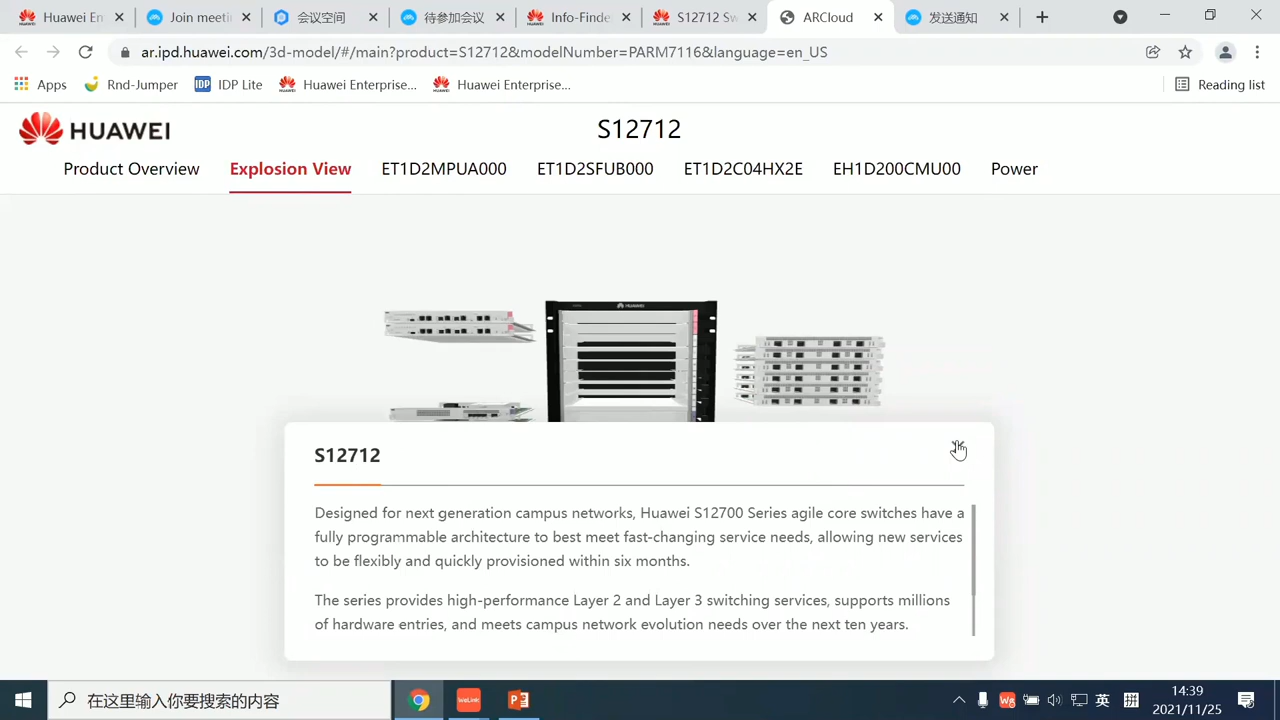 Huawei En
Join meeti
会议空间
待参加会议
Info-Finde
S12712 Sw
ARCloud
发送通知
ar.ipd.huawei.com/3d-model/#/main?product=S12712&modelNumber=PARM7116&language=en_US
Apps
Rnd-Jumper
IDP
IDP Lite
Huawei Enterprise...
Huawei Enterprise...
Reading list
HUAWEI
S12712
Product Overview
Explosion View
ET1D2MPUA000
ET1D2SFUB000
ET1D2C04HX2E
EH1D200CMU00
Power
HUAWEI
S12712
Designed for next generation campus networks, Huawei S12700 Series agile core switches have a
fully programmable architecture to best meet fast-changing service needs, allowing new services
to be flexibly and quickly provisioned within six months.
The series provides high-performance Layer 2 and Layer 3 switching services, supports millions
of hardware entries, and meets campus network evolution needs over the next ten years.
在这里输入你要搜索的内容
WeLink
英
拼
14:39
2021/11/25